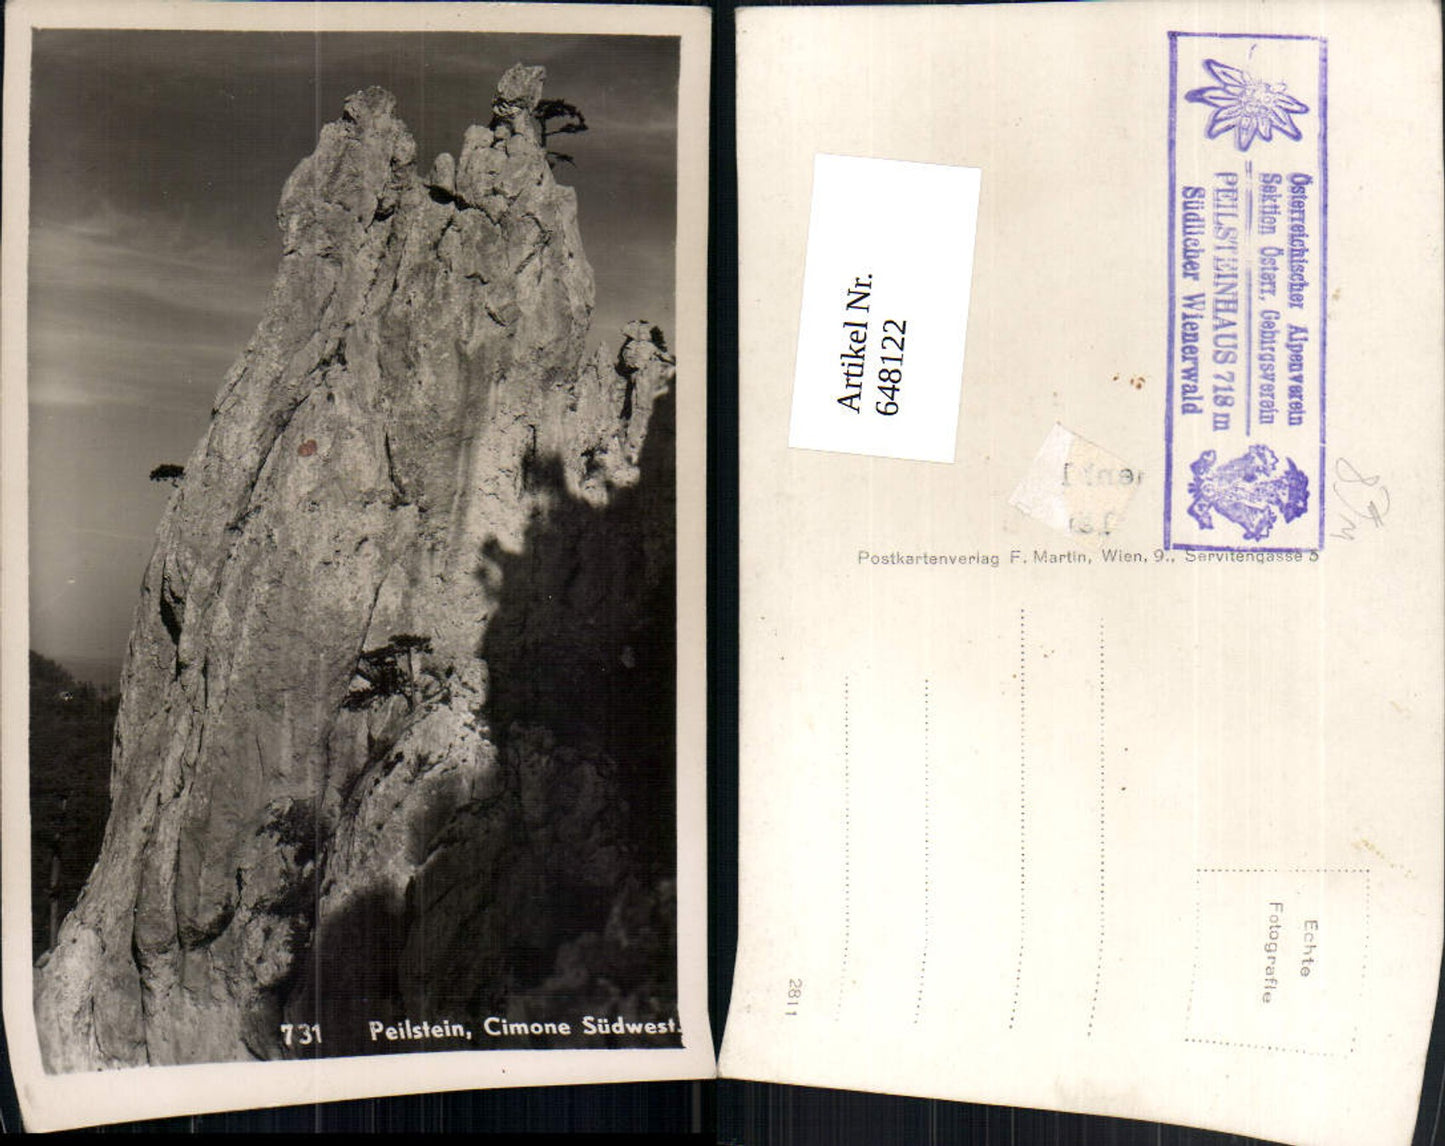 731 Peilstein, Cimone Südwest.
Artikel Nr.
648122
Österreichischer Alpenverein
Sektion Österr. Gebirgsverein
PEILSTEINHAUS 718 m
Südlicher Wienerwald
Postkartenverlag F. Martin, Wien, 9., Servitengasse 5
Echte
Fotografie
2811